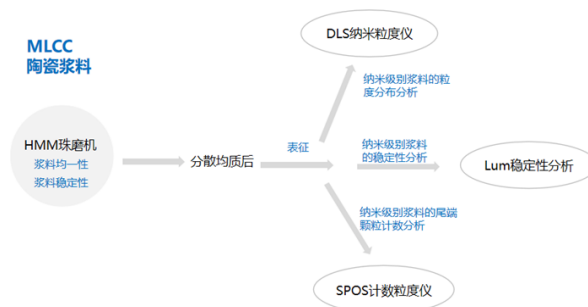 MLCC
陶瓷浆料
HMM珠磨机
浆料均一性
浆料稳定性
分散均质后
表征
DLS纳米粒度仪
纳米级别浆料的粒
度分布分析
纳米级别浆料
的稳定性分析
Lum稳定性分析
纳米级别浆料的尾端
颗粒计数分析
SPOS计数粒度仪